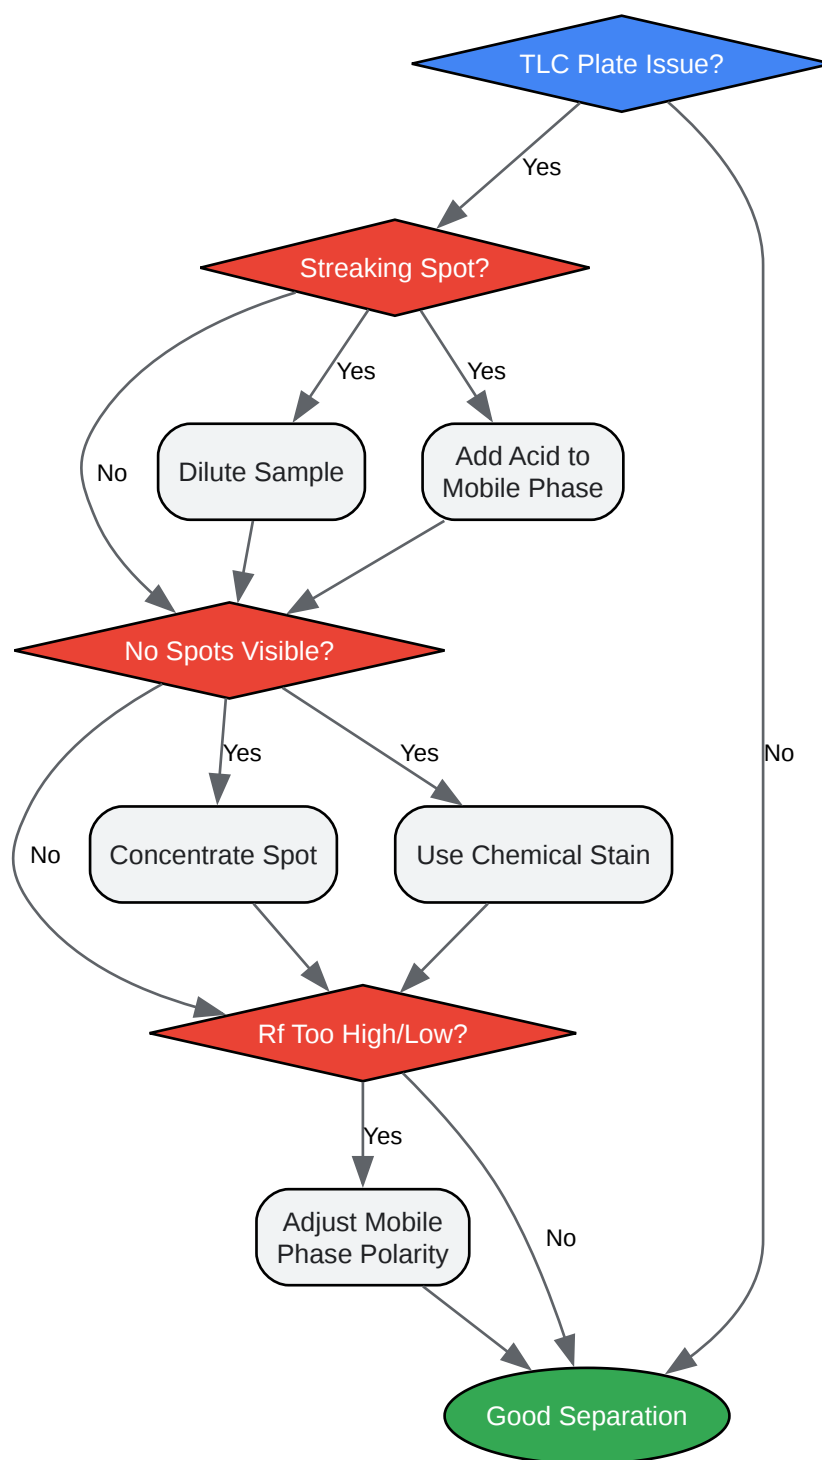 TLC Plate Issue?
Yes
Streaking Spot?
Yes
Yes
No
Dilute Sample
Add Acid to
Mobile Phase
No Spots Visible?
Yes
Yes
No
No
Concentrate Spot
Use Chemical Stain
Rf Too High/Low?
Yes
Adjust Mobile
Phase Polarity
No
Good Separation